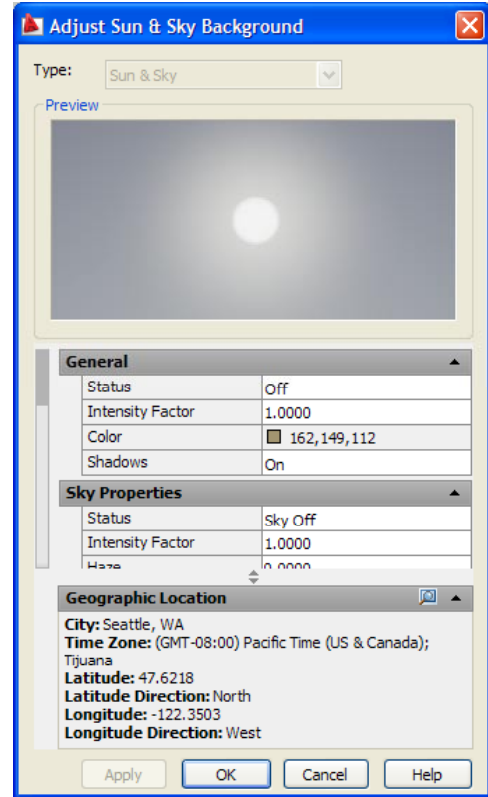 Adjust Sun & Sky Background
Type: Sun & Sky
Preview
General
Status Off
Intensity Factor 1.0000
Color 162,149,112
Shadows On
Sky Properties
Status Sky Off
Intensity Factor 1.0000
Haze 0.0000
Geographic Location
City: Seattle, WA
Time Zone: (GMT-08:00) Pacific Time (US & Canada);
Tijuana
Latitude: 47.6218
Latitude Direction: North
Longitude: -122.3503
Longitude Direction: West
Apply OK Cancel Help